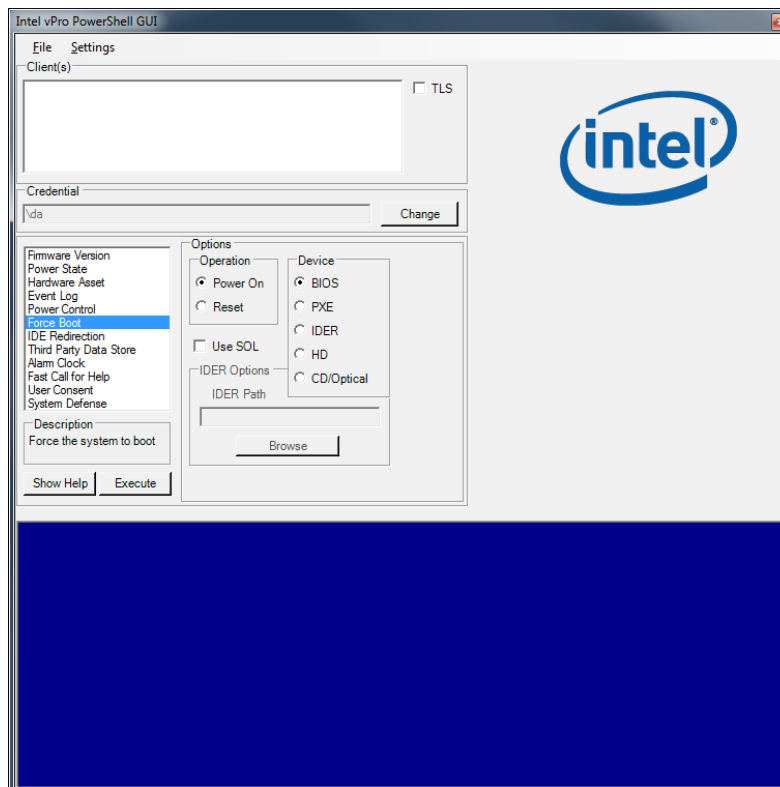 Intel vPro PowerShell GUI
File Settings
Client(s)
TLS
intel®
Credential
\da
Change
Firmware Version
Power State
Hardware Asset
Event Log
Power Control
Force Boot
IDE Redirection
Third Party Data Store
Alarm Clock
Fast Call for Help
User Consent
System Defense
Description
Force the system to boot
Show Help Execute
Options
Operation
Power On
Reset
Use SOL
Device
BIOS
PXE
IDER
HD
CD/Optical
IDER Options
IDER Path
Browse